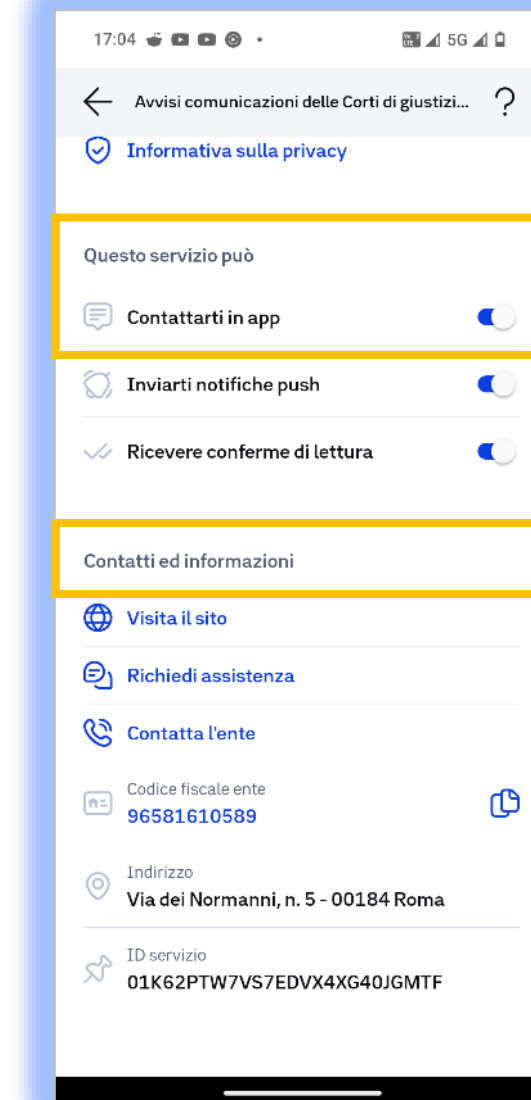 17:04
5G
Avvisi comunicazioni delle Corti di giustizi...
Informativa sulla privacy
Questo servizio può
Contattarti in app
Inviarti notifiche push
Ricevere conferme di lettura
Contatti ed informazioni
Visita il sito
Richiedi assistenza
Contatta l'ente
Codice fiscale ente
96581610589
Indirizzo
Via dei Normanni, n. 5 - 00184 Roma
ID servizio
01K62PTW7VS7EDVX4XG40JGMTF